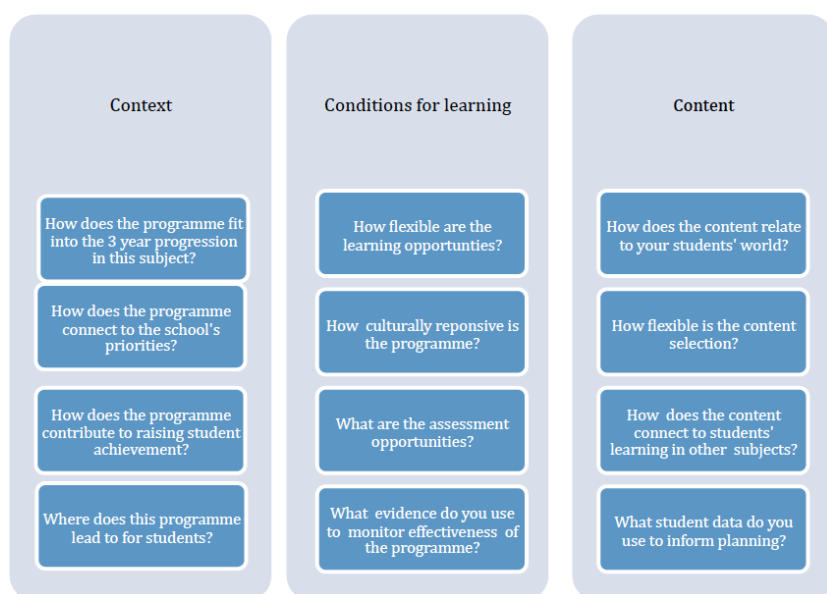 Context
How does the programme fit
into the 3 year progression
in this subject?
How does the programme
connect to the school's
priorities?
How does the programme
contribute to raising student
achievement?
Where does this programme
lead to for students?
Conditions for learning
How flexible are the
learning opportunties?
How culturally reponsive is
the programme?
What are the assessment
opportunities?
What evidence do you use
to monitor effectiveness of
the programme?
Content
How does the content relate
to your students' world?
How flexible is the content
selection?
How does the content
connect to students'
learning in other subjects?
What student data do you
use to inform planning?